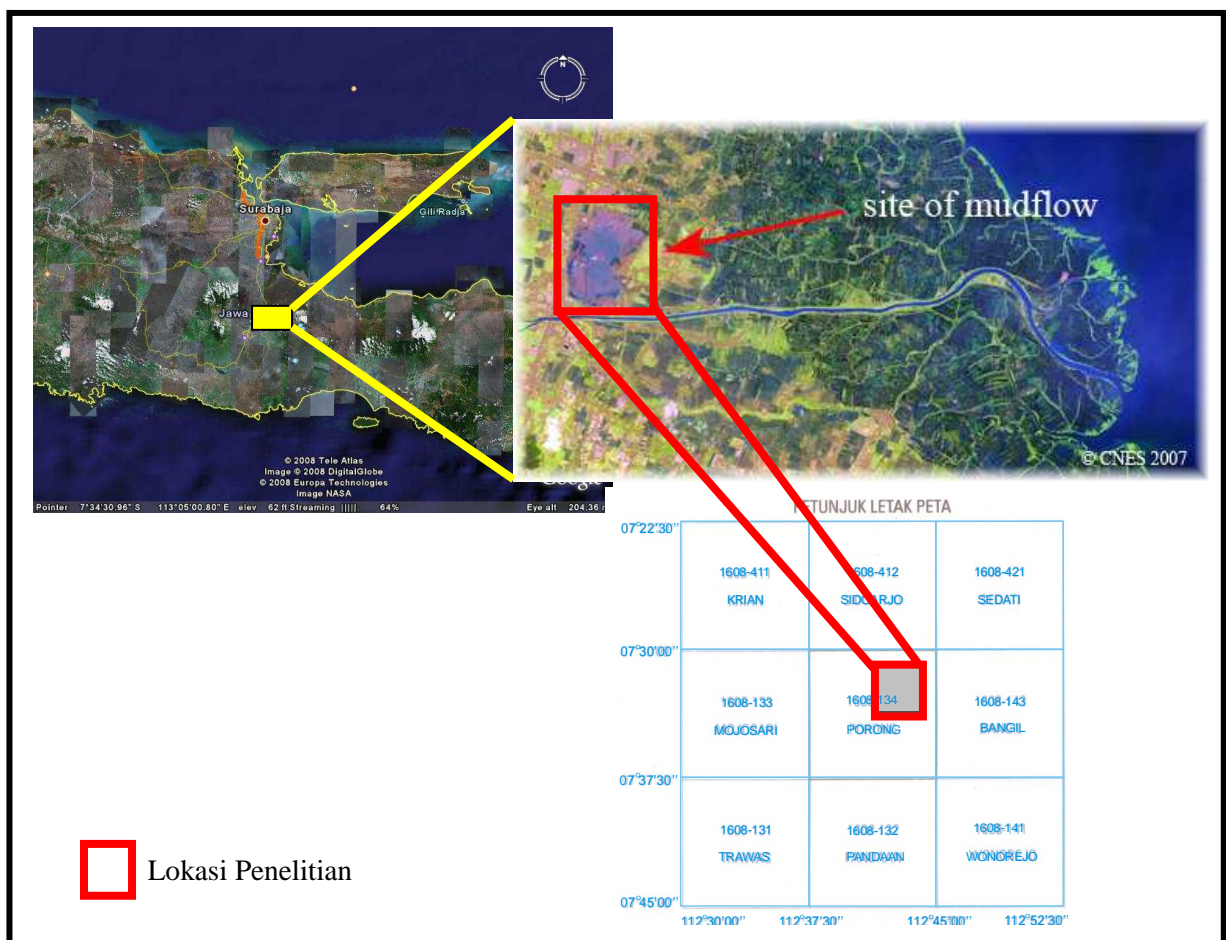 N
Surabaja
Gili Radja
Jawa
© 2008 Tele Atlas
Image © 2008 DigitalGlobe
© 2008 Europa Technologies
Image NASA
Pointer 7°34'30.96" S 113°05'00.80" E elev 62 ft Streaming ||||| 64% Eye alt 204.36
site of mudflow
© CNES 2007
PETUNJUK LETAK PETA
07°22'30"
1608-411 1608-412 1608-421
KRIAN SIDOARJO SEDATI
07°30'00"
1608-133 1608-134 1608-143
MOJOSARI PORONG BANGIL
07°37'30"
1608-131 1608-132 1608-141
TRAWAS PANDAAN WONOREJO
07°45'00"
112°30'00" 112°37'30" 112°45'00" 112°52'30"
Lokasi Penelitian